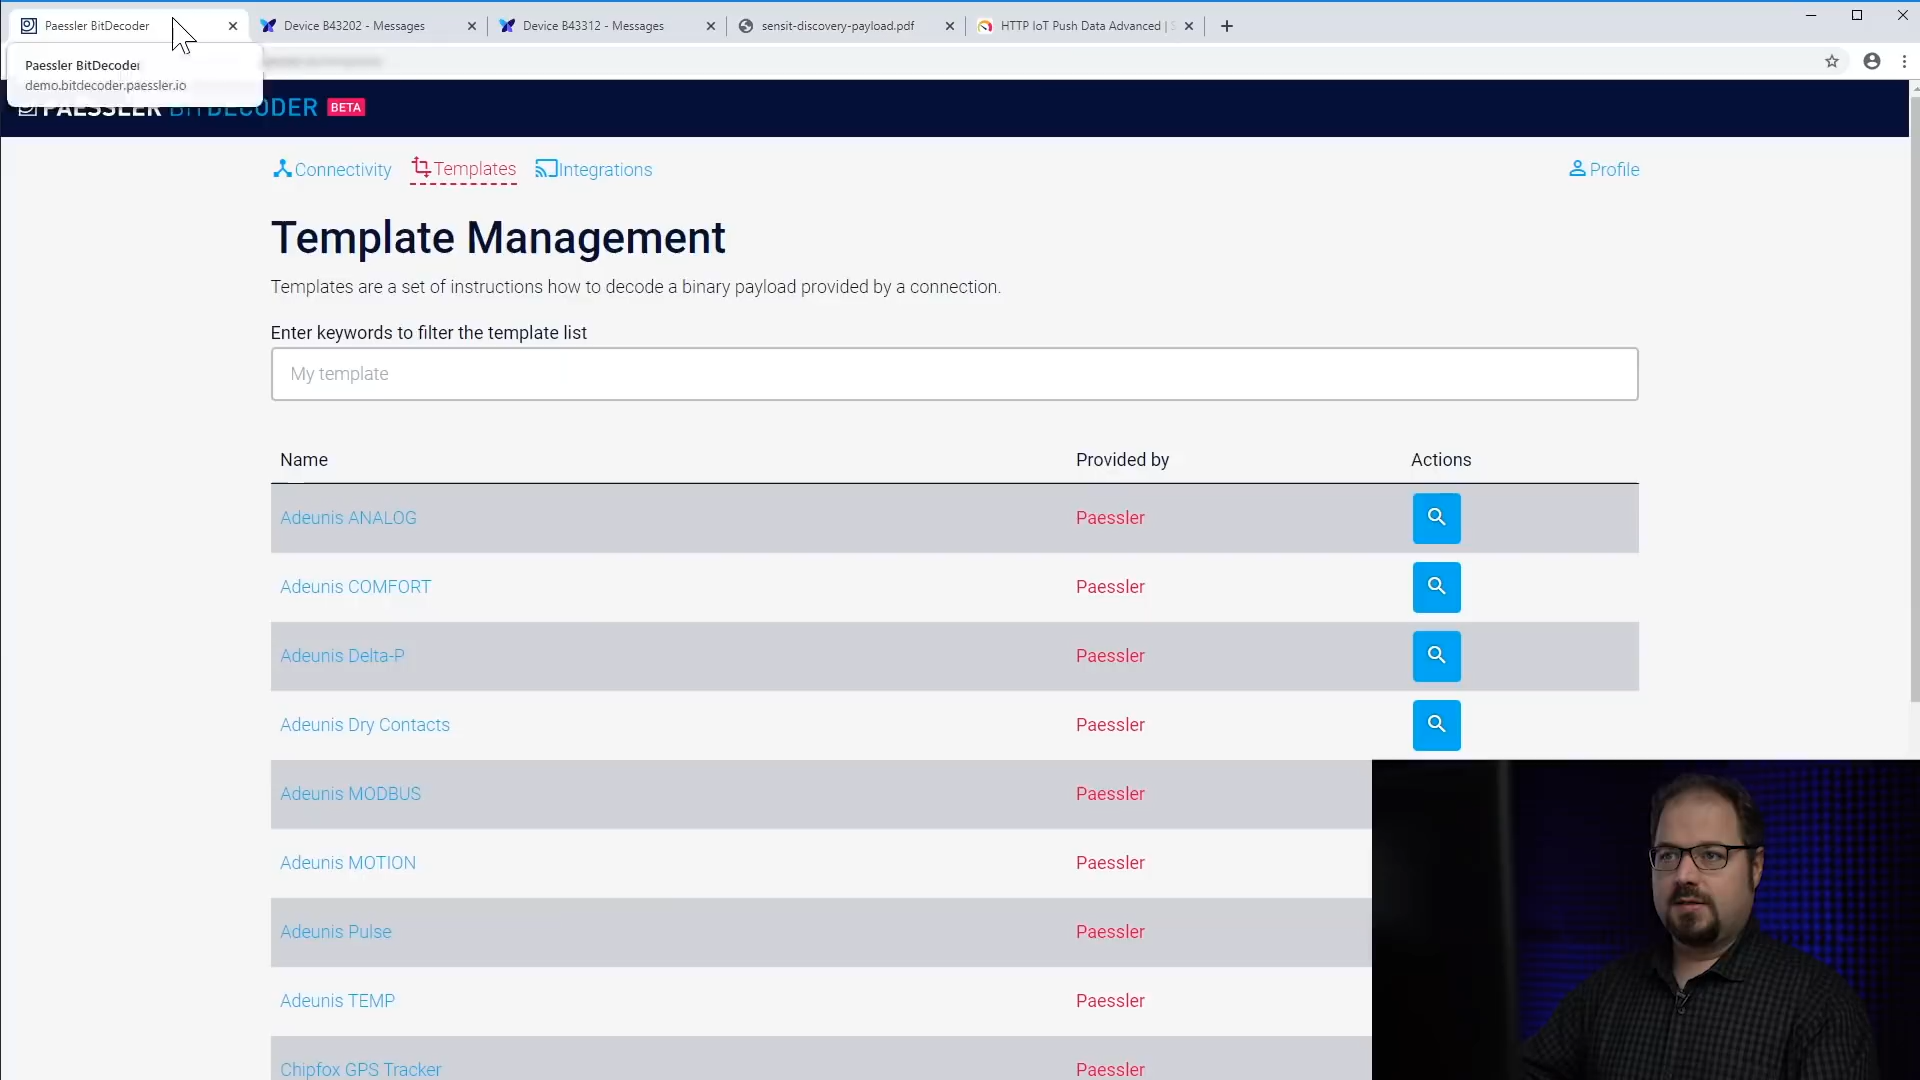 Paessler BitDecoder
Device B43202 - Messages
Device B43312 - Messages
sensit-discovery-payload.pdf
HTTP IoT Push Data Advanced |
Paessler BitDecoder
demo.bitdecoder.paessler.io
PAESSLER BITDECODER BETA
Connectivity
Templates
Integrations
Profile
Template Management
Templates are a set of instructions how to decode a binary payload provided by a connection.
Enter keywords to filter the template list
My template
Name Provided by Actions
Adeunis ANALOG Paessler
Adeunis COMFORT Paessler
Adeunis Delta-P Paessler
Adeunis Dry Contacts Paessler
Adeunis MODBUS Paessler
Adeunis MOTION Paessler
Adeunis Pulse Paessler
Adeunis TEMP Paessler
Chipfox GPS Tracker Paessler